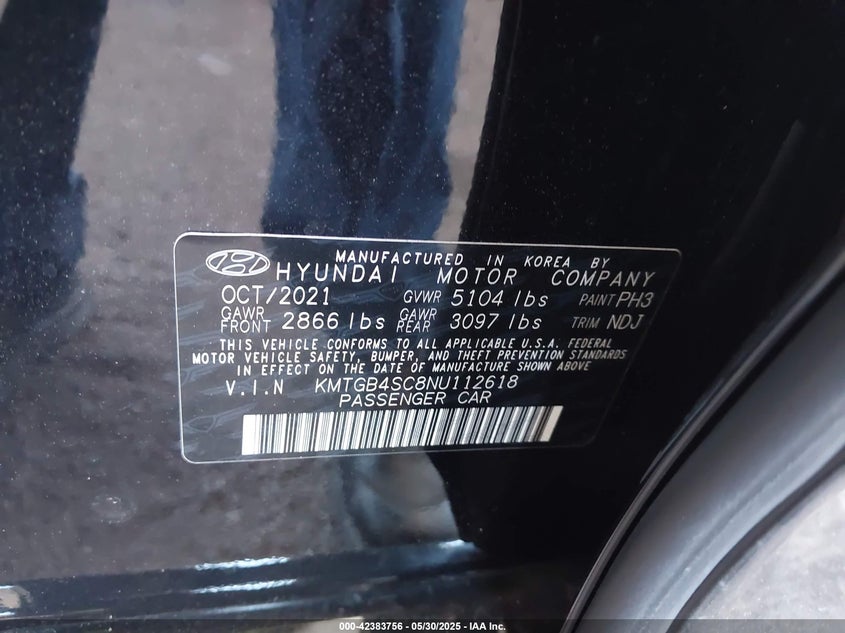 MANUFACTURED IN KOREA BY
HYUNDAI MOTOR COMPANY
OCT/2021 GVWR 5104 lbs PAINT PH3
GAWR FRONT 2866 lbs GAWR REAR 3097 lbs TRIM NDJ
THIS VEHICLE CONFORMS TO ALL APPLICABLE U.S.A. FEDERAL
MOTOR VEHICLE SAFETY, BUMPER, AND THEFT PREVENTION STANDARDS
IN EFFECT ON THE DATE OF MANUFACTURE SHOWN ABOVE
V.I.N KMTGB4SC8NU112618
PASSENGER CAR
000-42383756 - 05/30/2025 - IAA Inc.